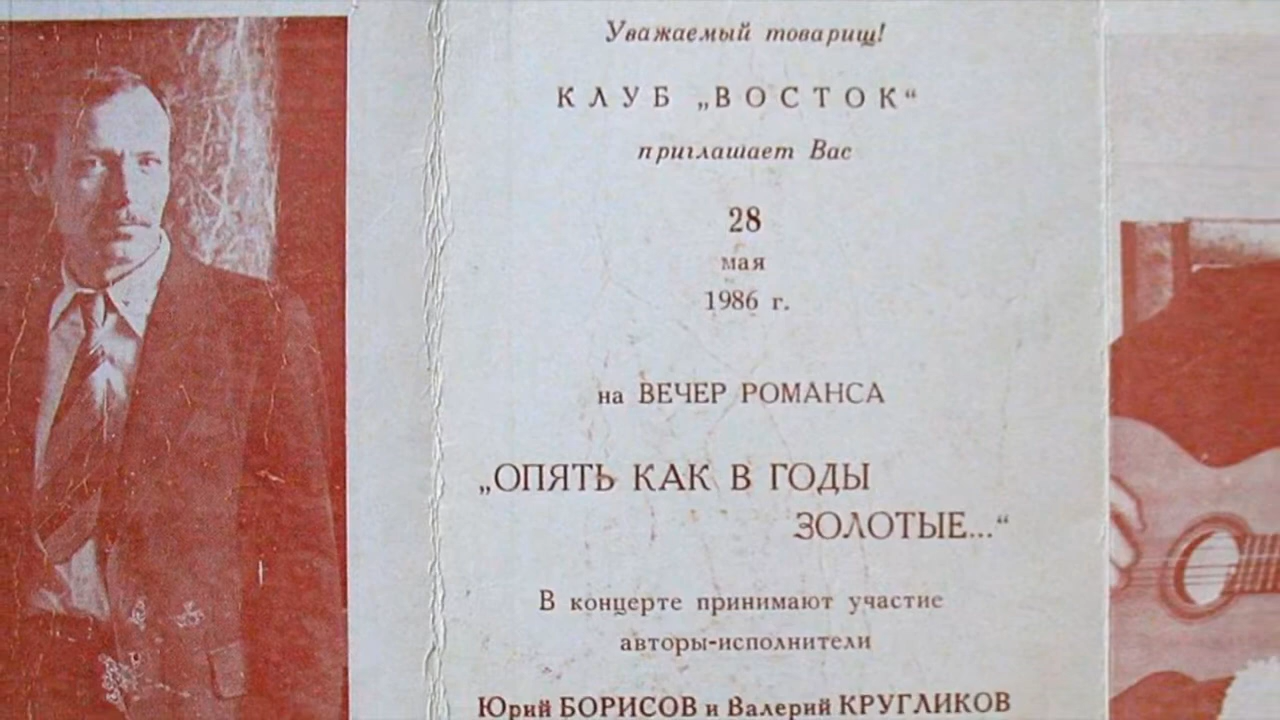 Уважаемый товарищ!
КЛУБ „ВОСТОК“
приглашает Вас
28
мая
1986 г.
на ВЕЧЕР РОМАНСА
„ОПЯТЬ КАК В ГОДЫ
ЗОЛОТЫЕ...“
В концерте принимают участие
авторы-исполнители
Юрий БОРИСОВ и Валерий КРУГЛИКОВ